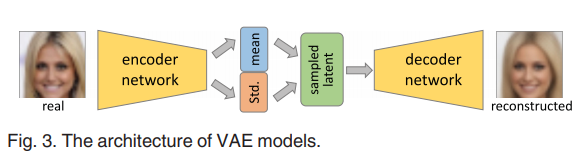 real
encoder
network
mean
Std.
sampled
latent
decoder
network
reconstructed
Fig. 3. The architecture of VAE models.